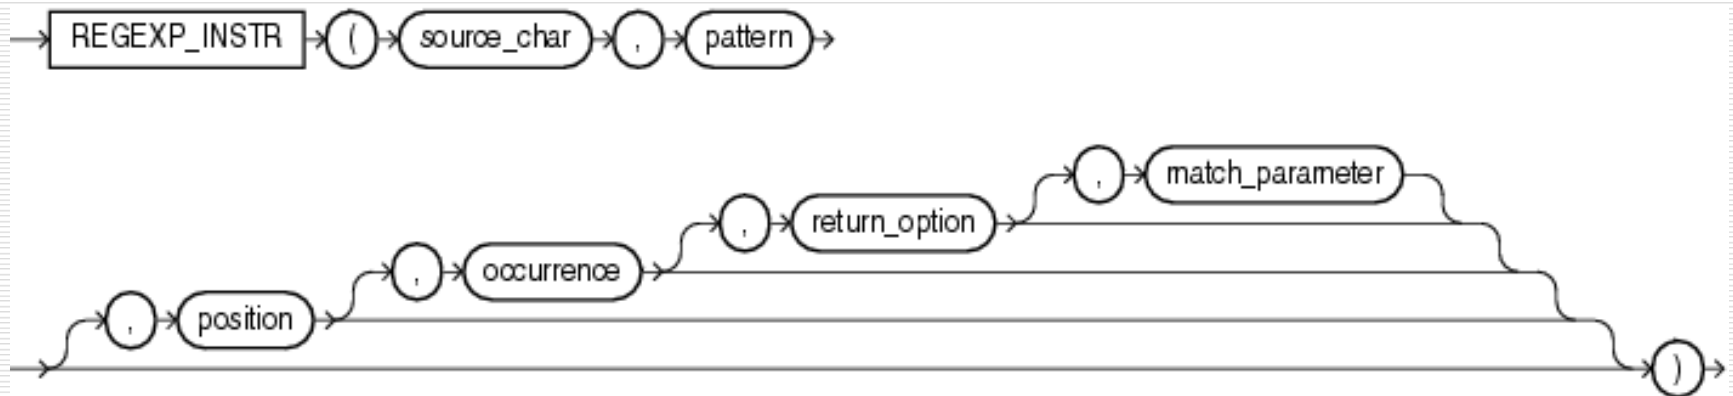 REGEXP_INSTR ( source_char , pattern
, match_parameter
, return_option
, occurrence
, position
)